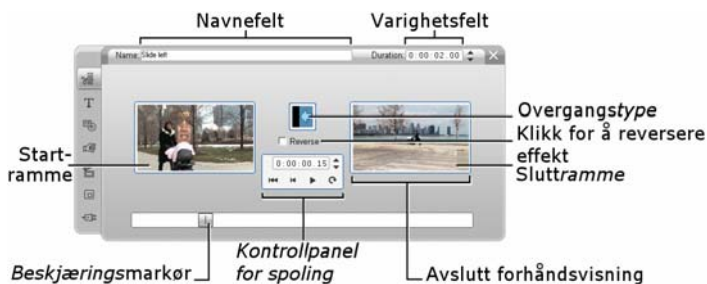 Navnefelt
Varighetsfelt
Name: Slide left
Duration: 0:00:02.00
Overgangstype
Reverse
Klikk for å reversere
effekt
Start-
ramme
0:00:00.15
Sluttramme
Beskjæringsmarkør
Kontrollpanel
for spoling
Avslutt forhåndsvisning